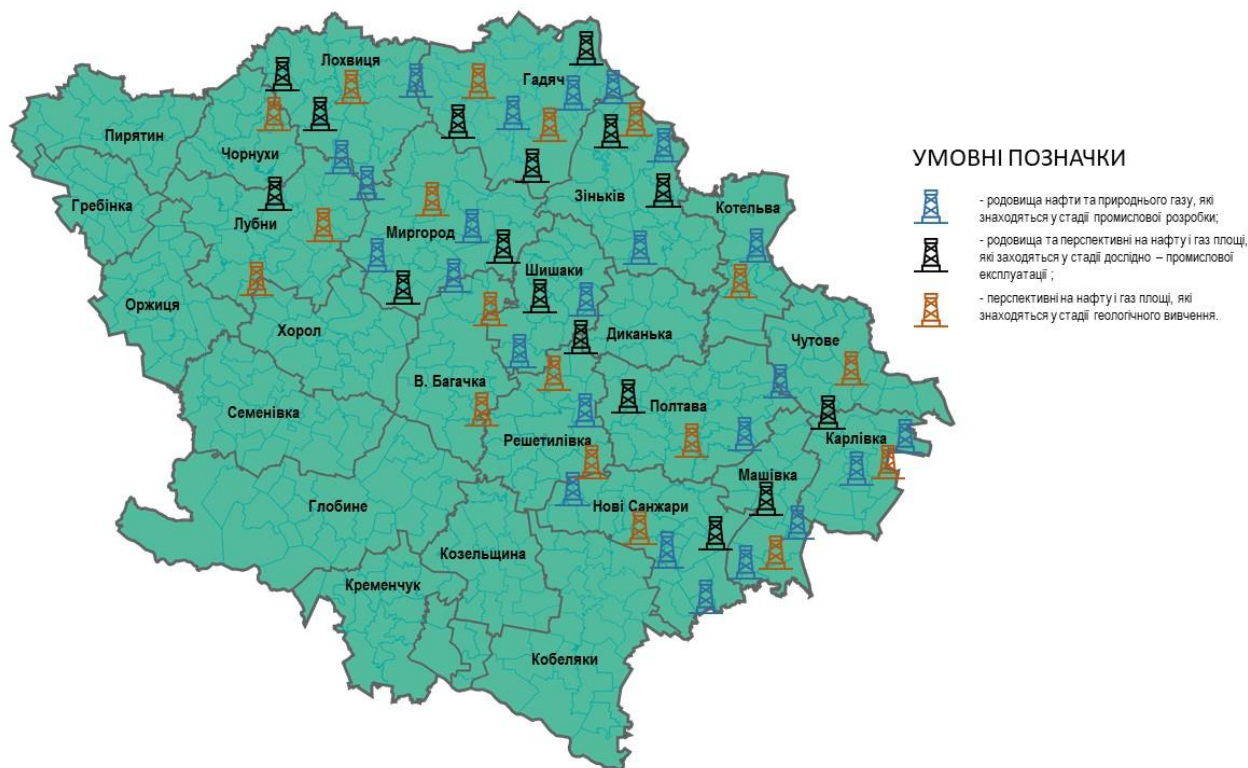 Лохвиця
Гадяч
Пирятин
Чорнухи
Гребінка
Зіньків
Котельва
Лубни
Миргород
Шишаки
Оржиця
Хорол
Диканька
Чутове
В. Багачка
Семенівка
Полтава
Решетилівка
Карлівка
Машівка
Глобине
Нові Санжари
Козельщина
Кременчук
Кобеляки
УМОВНІ ПОЗНАЧКИ
- родовища нафти та природнього газу, які
знаходяться у стадії промислової розробки;
- родовища та перспективні на нафту і газ площі,
які заходяться у стадії дослідно – промислової
експлуатації ;
- перспективні на нафту і газ площі, які
знаходяться у стадії геологічного вивчення.